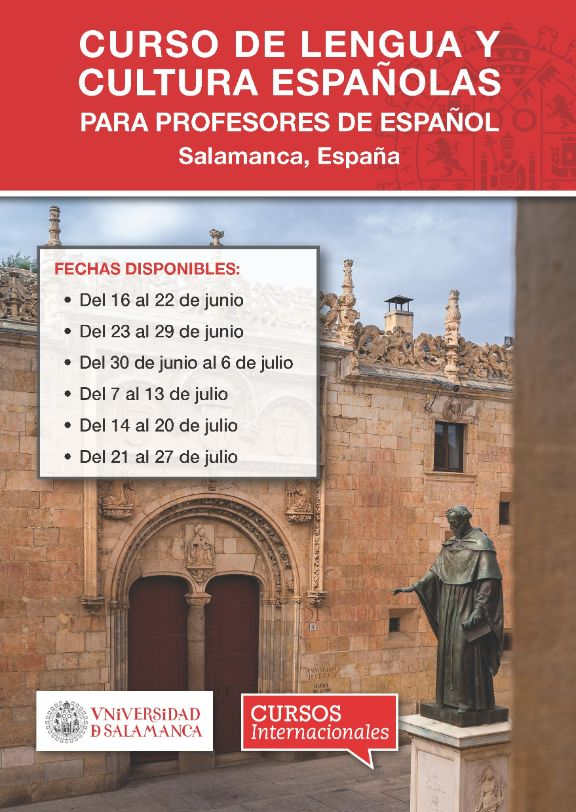 CURSO DE LENGUA Y
CULTURA ESPAÑOLAS
PARA PROFESORES DE ESPAÑOL
Salamanca, España
FECHAS DISPONIBLES:
• Del 16 al 22 de junio
• Del 23 al 29 de junio
• Del 30 de junio al 6 de julio
• Del 7 al 13 de julio
• Del 14 al 20 de julio
• Del 21 al 27 de julio
VNiVERSiDAD
D SALAMANCA
CURSOS
Internacionales